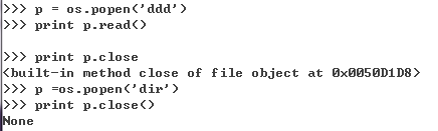 >>> p = os.popen('ddd')
>>> print p.read()
>>> print p.close
<built-in method close of file object at 0x0050D1D8>
>>> p =os.popen('dir')
>>> print p.close()
None